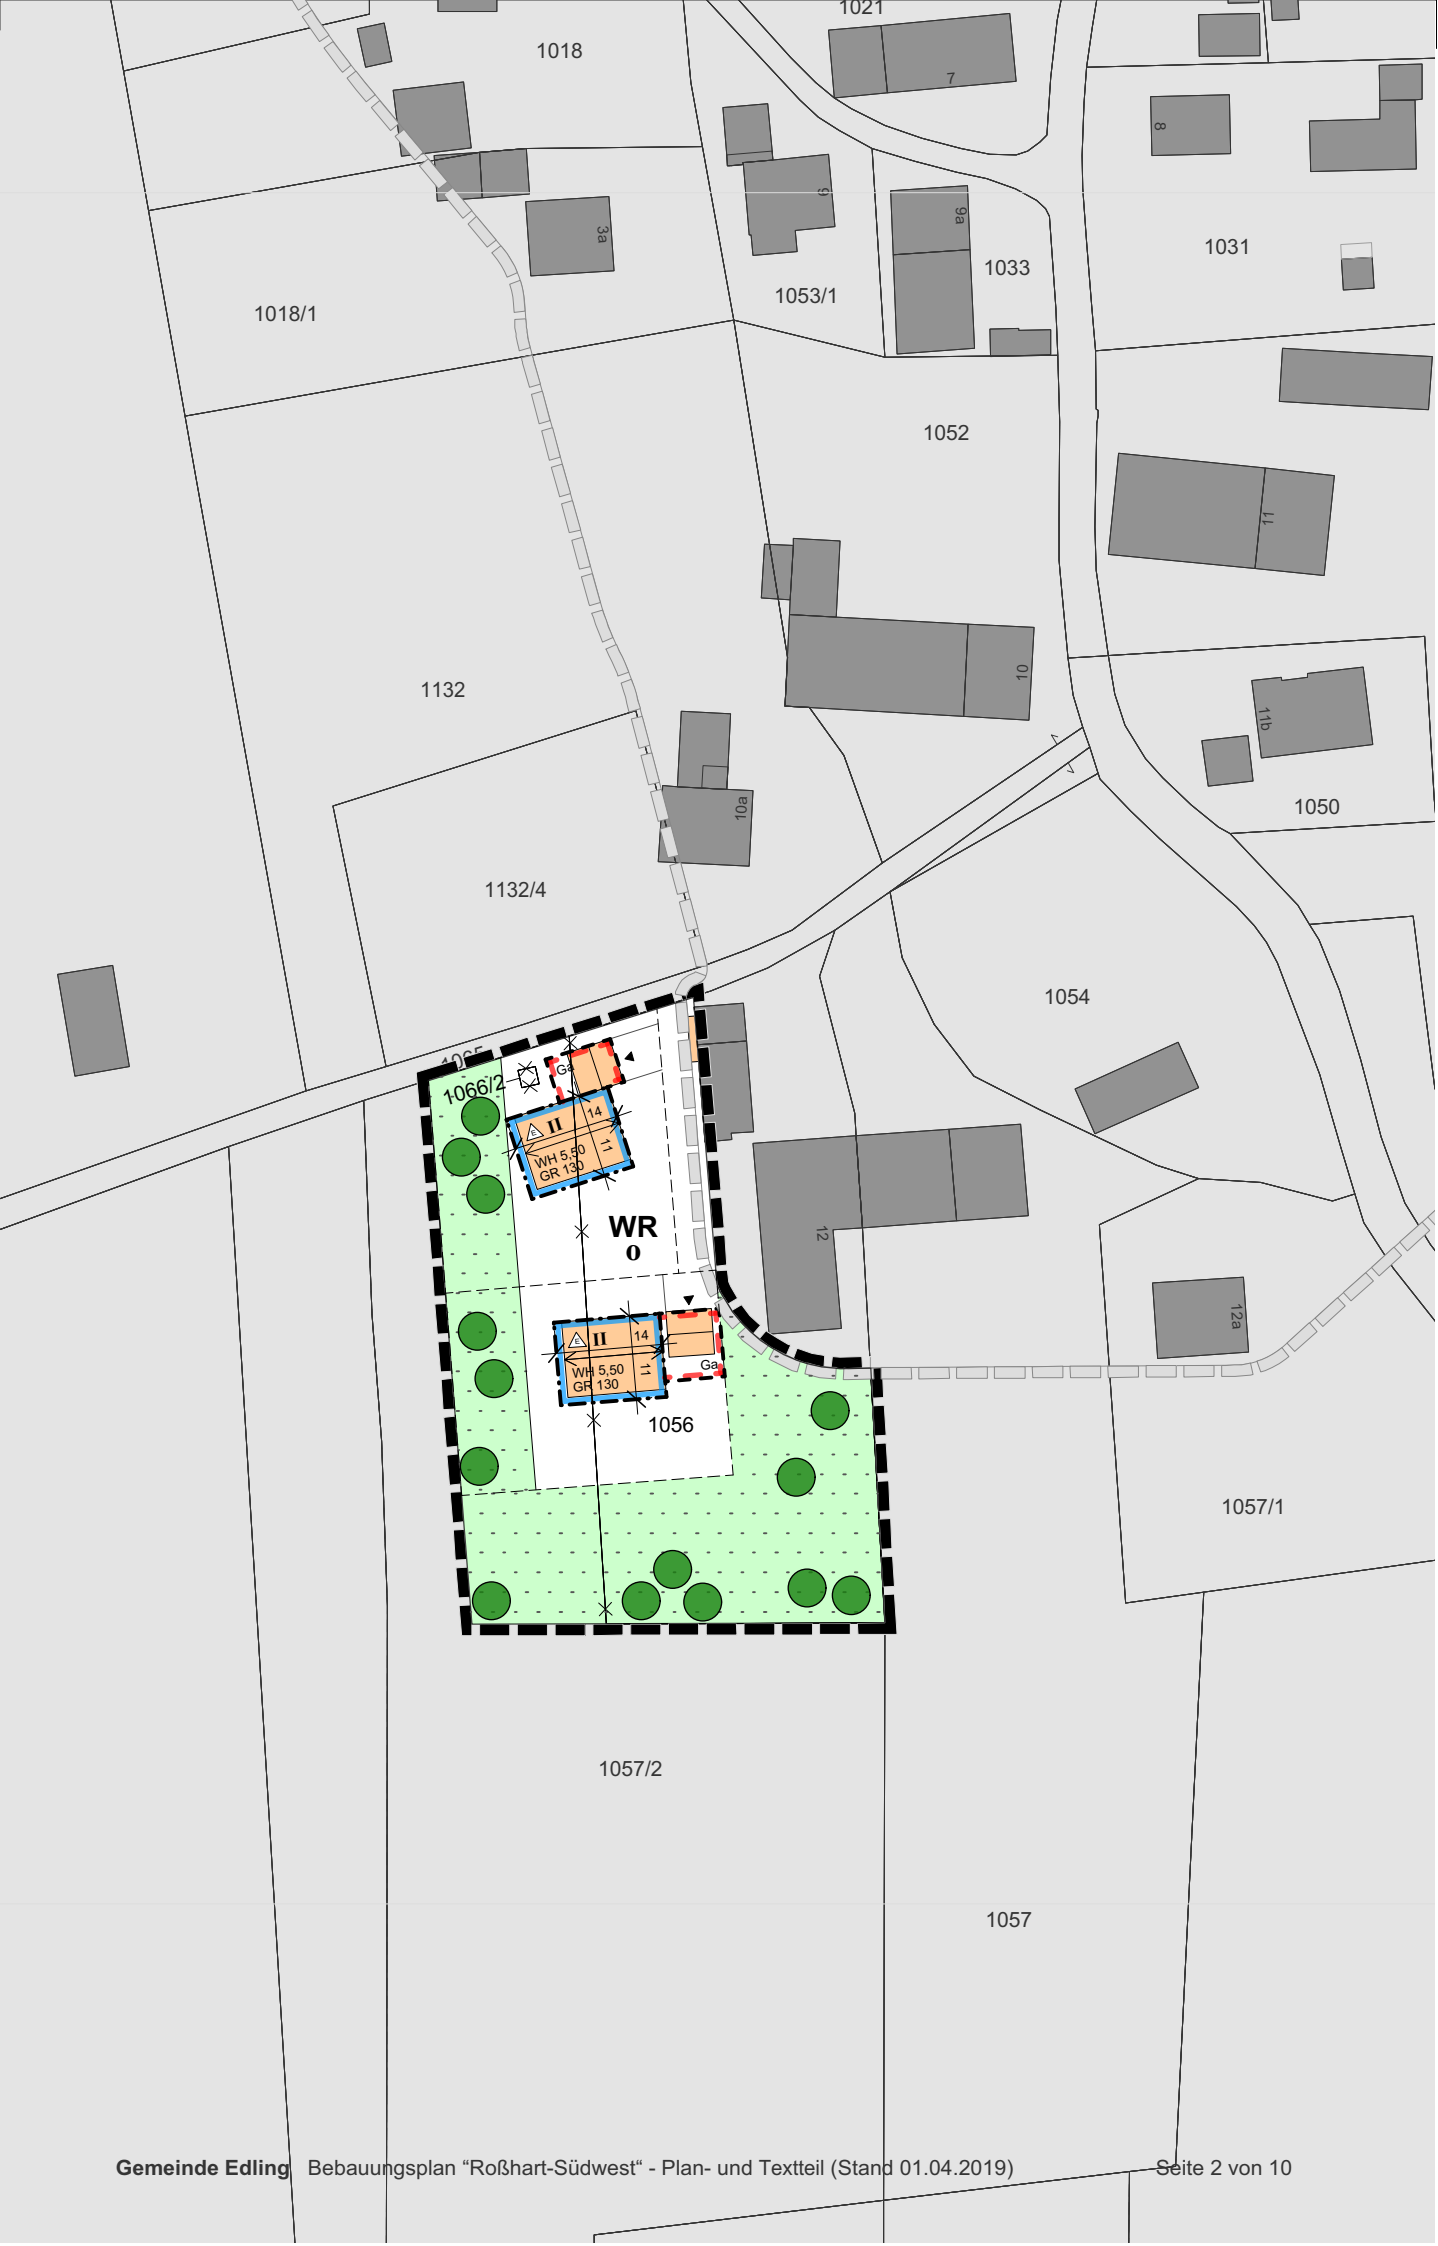 1021
1018
7
8
9
3a
9a
1033
1031
1053/1
1018/1
1052
11
10
1132
11b
1050
10a
1132/4
1054
1065
1066/2
Ga
E II 14
11
WH 5,50
GR 130
WR
o
12
12a
E II 14
11
WH 5,50
GR 130
Ga
1056
1057/1
1057/2
1057
Gemeinde Edling Bebauungsplan “Roßhart-Südwest“ - Plan- und Textteil (Stand 01.04.2019) Seite 2 von 10